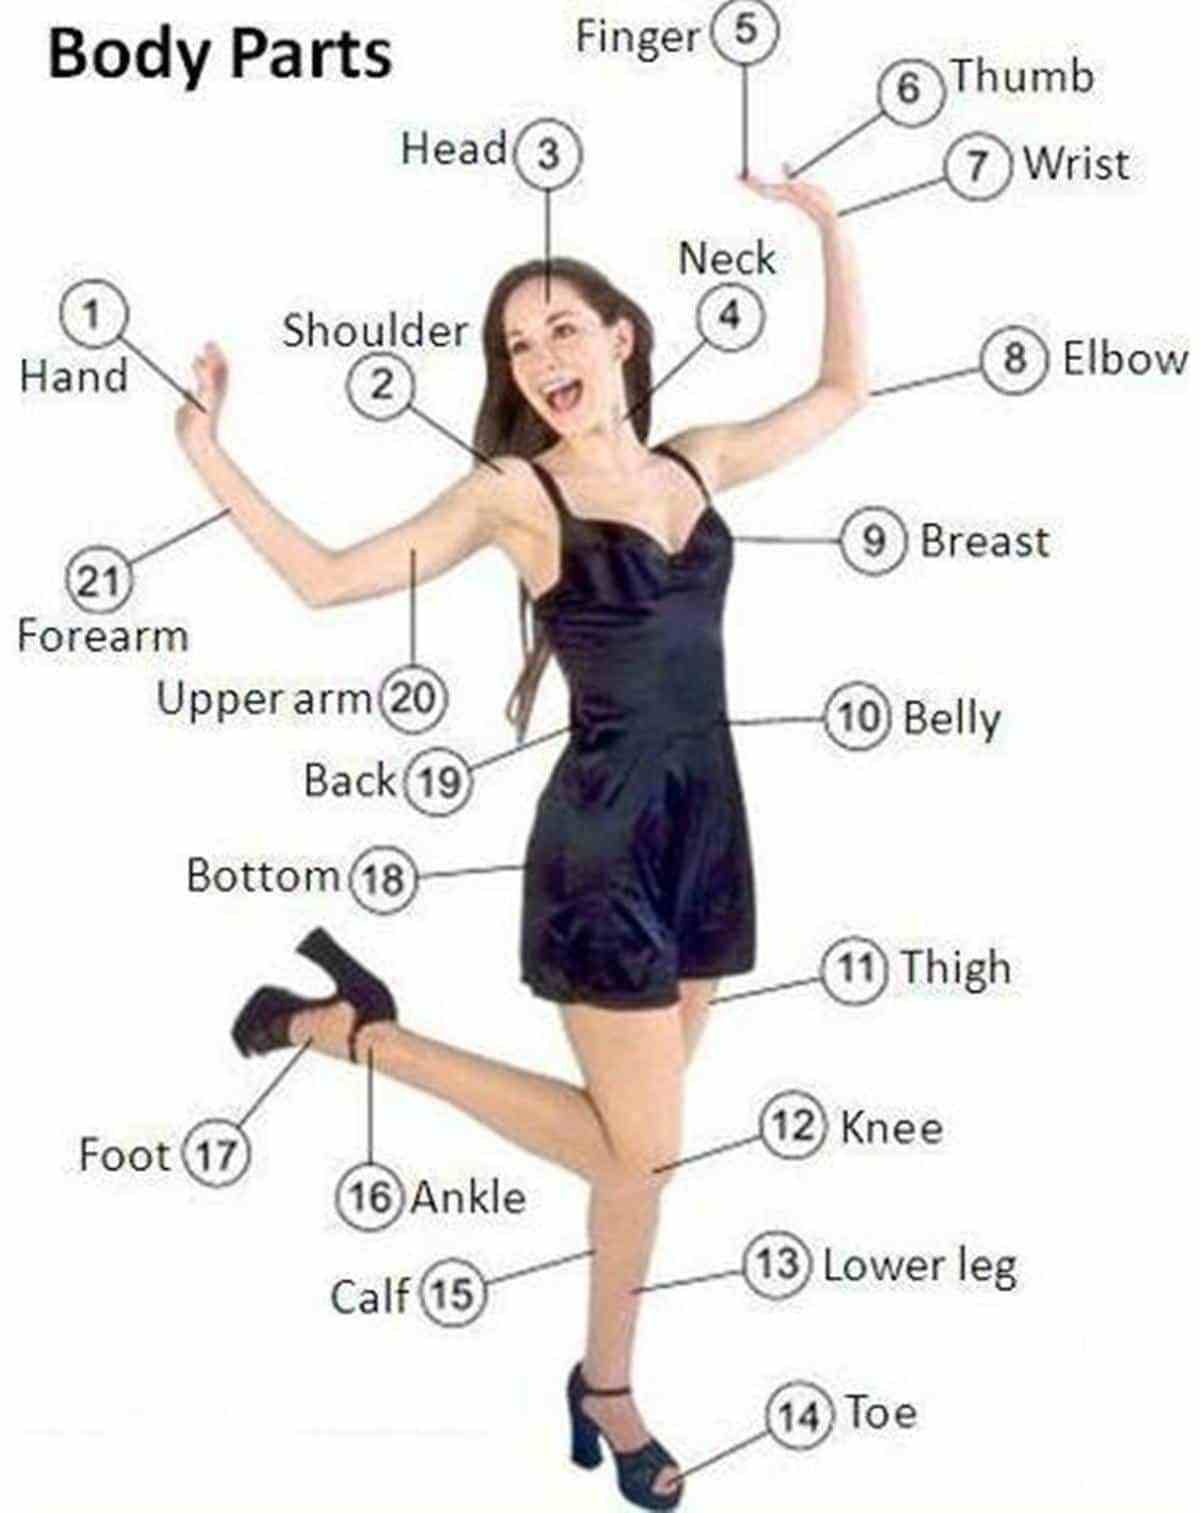 Body Parts
Finger 5
6 Thumb
Head 3
7 Wrist
Neck
4
1
Hand
Shoulder
2
8 Elbow
9 Breast
21
Forearm
Upper arm 20
10 Belly
Back 19
Bottom 18
11 Thigh
12 Knee
Foot 17
16 Ankle
13 Lower leg
Calf 15
14 Toe